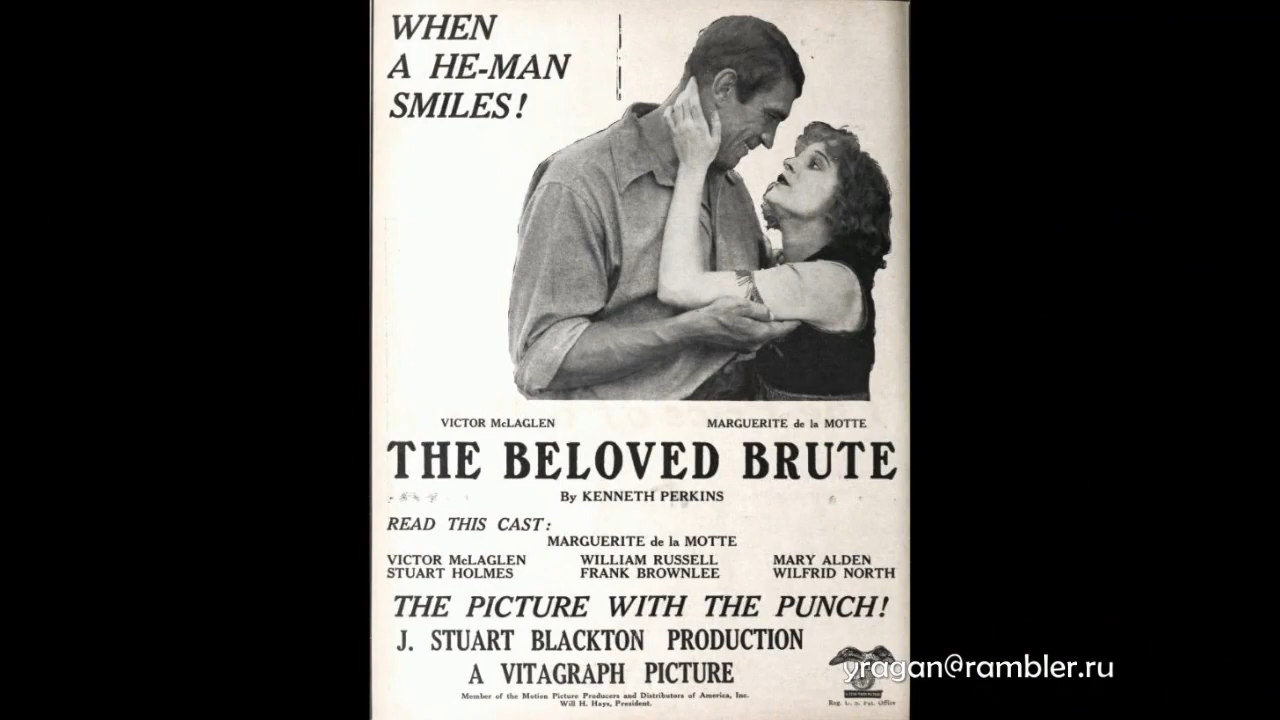 WHEN
A HE-MAN
SMILES!
VICTOR McLAGLEN MARGUERITE de la MOTTE
THE BELOVED BRUTE
By KENNETH PERKINS
READ THIS CAST:
MARGUERITE de la MOTTE
VICTOR McLAGLEN WILLIAM RUSSELL MARY ALDEN
STUART HOLMES FRANK BROWNLEE WILFRID NORTH
THE PICTURE WITH THE PUNCH!
J. STUART BLACKTON PRODUCTION
A VITAGRAPH PICTURE
Member of the Motion Picture Producers and Distributors of America, Inc.
Will H. Hays, President.
Reg. U. S. Pat. Office
yragan@rambler.ru